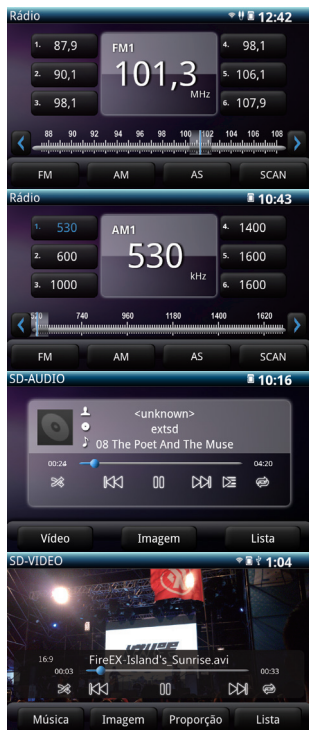 Rádio 12:42
1. 87,9 FM1 4. 98,1
2. 90,1 101,3 5. 106,1
3. 98,1 MHz 6. 107,9
88 90 92 94 96 98 100 102 104 106 108
FM AM AS SCAN
Rádio 10:43
1. 530 AM1 4. 1400
2. 600 530 5. 1600
3. 1000 kHz 6. 1600
520 740 960 1180 1400 1620
FM AM AS SCAN
SD-AUDIO 10:16
<unknown>
extsd
08 The Poet And The Muse
00:24 04:20
Vídeo Imagem Lista
SD-VIDEO 1:04
16:9 FireEX-Island's_Sunrise.avi
00:03 00:33
Música Imagem Proporção Lista